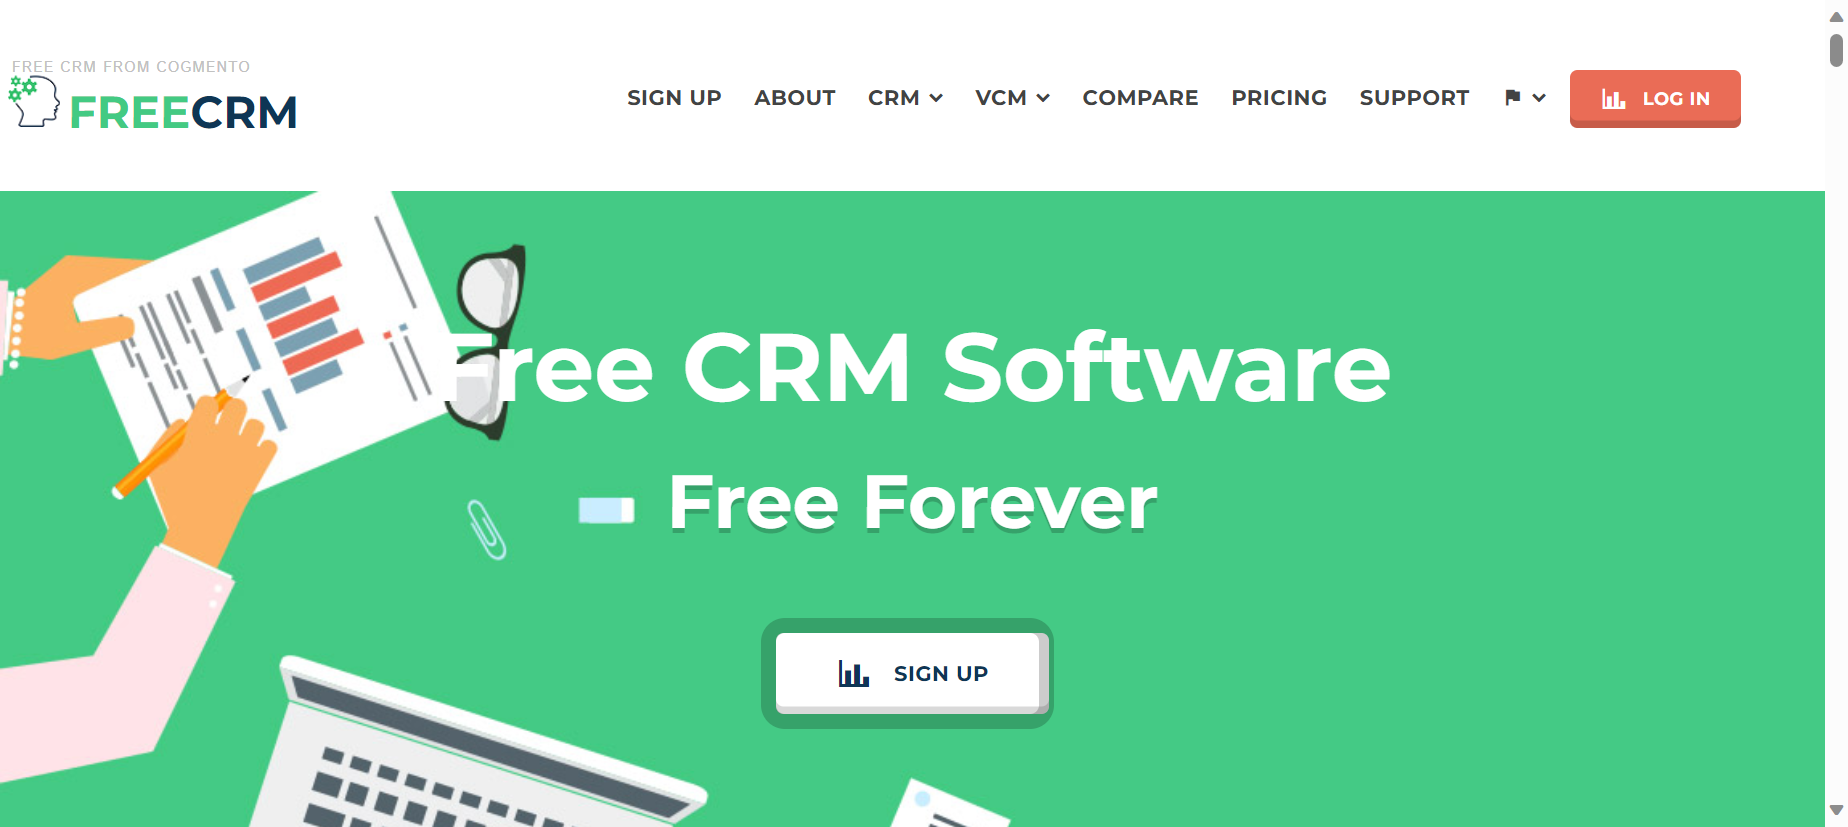 FREE CRM FROM COGMENTO
FREECRM
SIGN UP ABOUT CRM VCM COMPARE PRICING SUPPORT LOG IN
Free CRM Software
Free Forever
SIGN UP